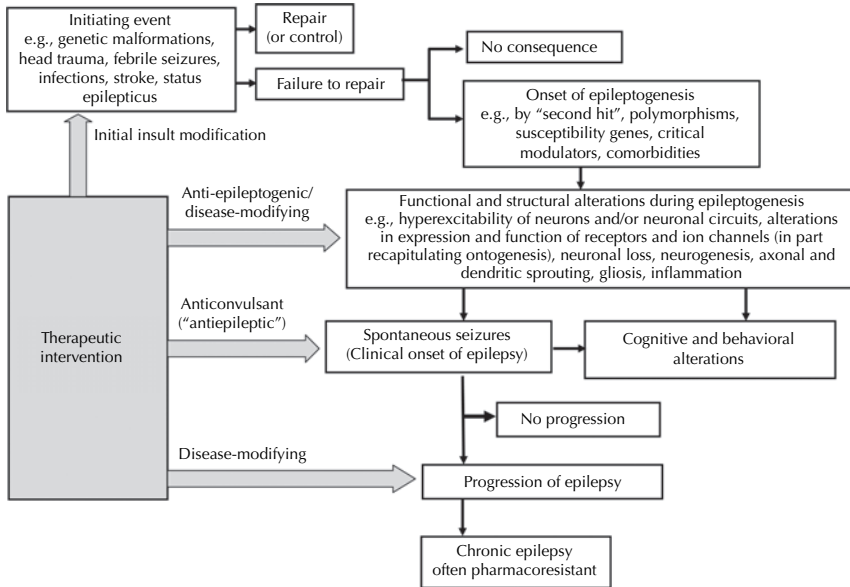 Initiating event
e.g., genetic malformations,
head trauma, febrile seizures,
infections, stroke, status
epilepticus
Repair
(or control)
Failure to repair
No consequence
Onset of epileptogenesis
e.g., by “second hit”, polymorphisms,
susceptibility genes, critical
modulators, comorbidities
Initial insult modification
Anti-epileptogenic/
disease-modifying
Functional and structural alterations during epileptogenesis
e.g., hyperexcitability of neurons and/or neuronal circuits, alterations
in expression and function of receptors and ion channels (in part
recapitulating ontogenesis), neuronal loss, neurogenesis, axonal and
dendritic sprouting, gliosis, inflammation
Therapeutic
intervention
Anticonvulsant
(“antiepileptic”)
Spontaneous seizures
(Clinical onset of epilepsy)
Cognitive and behavioral
alterations
No progression
Disease-modifying
Progression of epilepsy
Chronic epilepsy
often pharmacoresistant